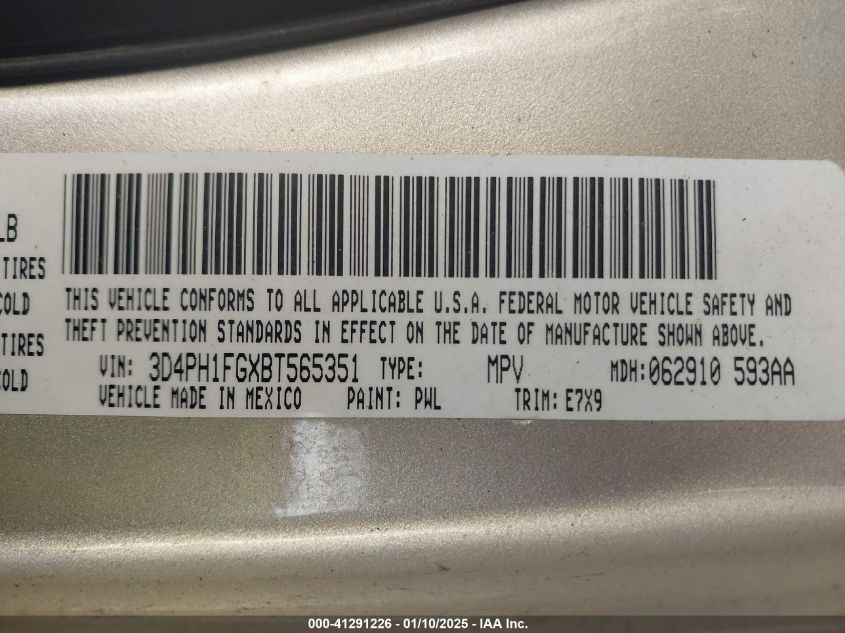 LB
TIRES
COLD
TIRES
COLD
THIS VEHICLE CONFORMS TO ALL APPLICABLE U.S.A. FEDERAL MOTOR VEHICLE SAFETY AND
THEFT PREVENTION STANDARDS IN EFFECT ON THE DATE OF MANUFACTURE SHOWN ABOVE.
VIN: 3D4PH1FGXBT565351 TYPE: MPV MDH:062910 593AA
VEHICLE MADE IN MEXICO PAINT: PWL TRIM: E7X9
000-41291226 - 01/10/2025 - IAA Inc.